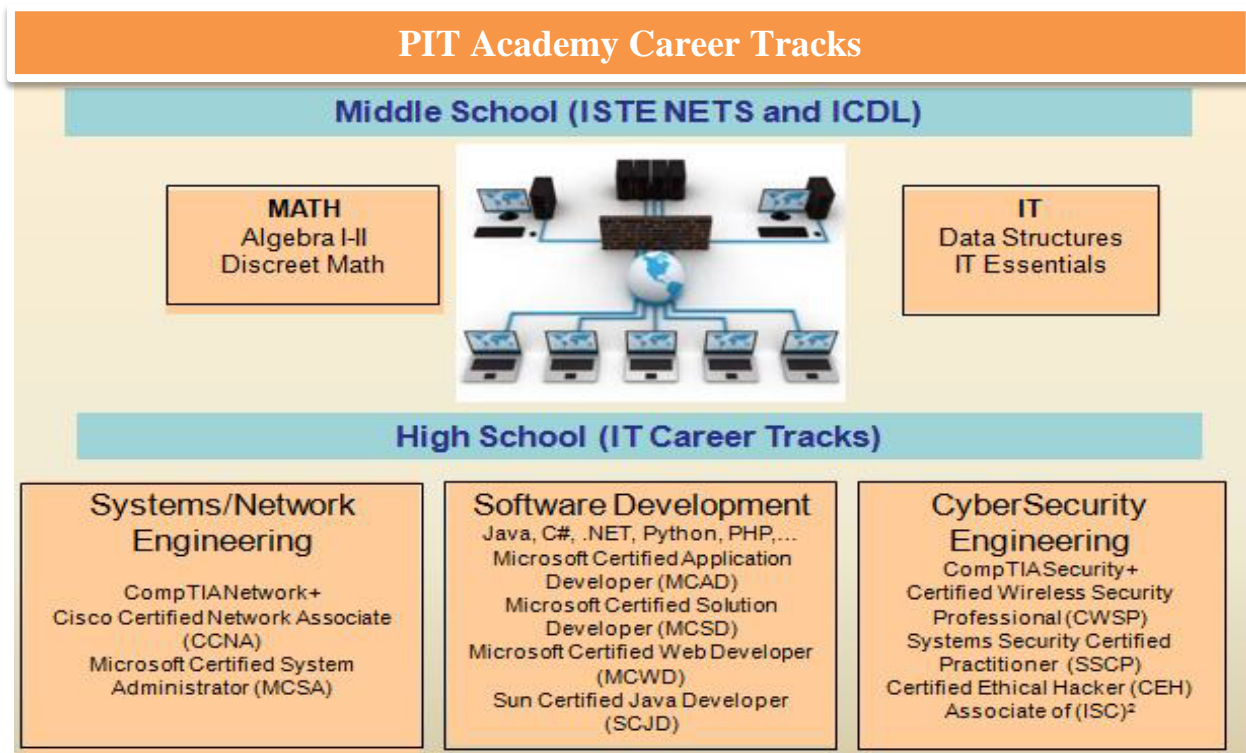 PIT Academy Career Tracks
Middle School (ISTE NETS and ICDL)
MATH
Algebra I-II
Discreet Math
IT
Data Structures
IT Essentials
High School (IT Career Tracks)
Systems/Network
Engineering
CompTIANetwork+
Cisco Certified Network Associate
(CCNA)
Microsoft Certified System
Administrator (MCSA)
Software Development
Java, C#, .NET, Python, PHP,...
Microsoft Certified Application
Developer (MCAD)
Microsoft Certified Solution
Developer (MCSD)
Microsoft Certified Web Developer
(MCWD)
Sun Certified Java Developer
(SCJD)
CyberSecurity
Engineering
CompTIASecurity+
Certified Wireless Security
Professional (CWSP)
Systems Security Certified
Practitioner (SSCP)
Certified Ethical Hacker (CEH)
Associate of (ISC)²